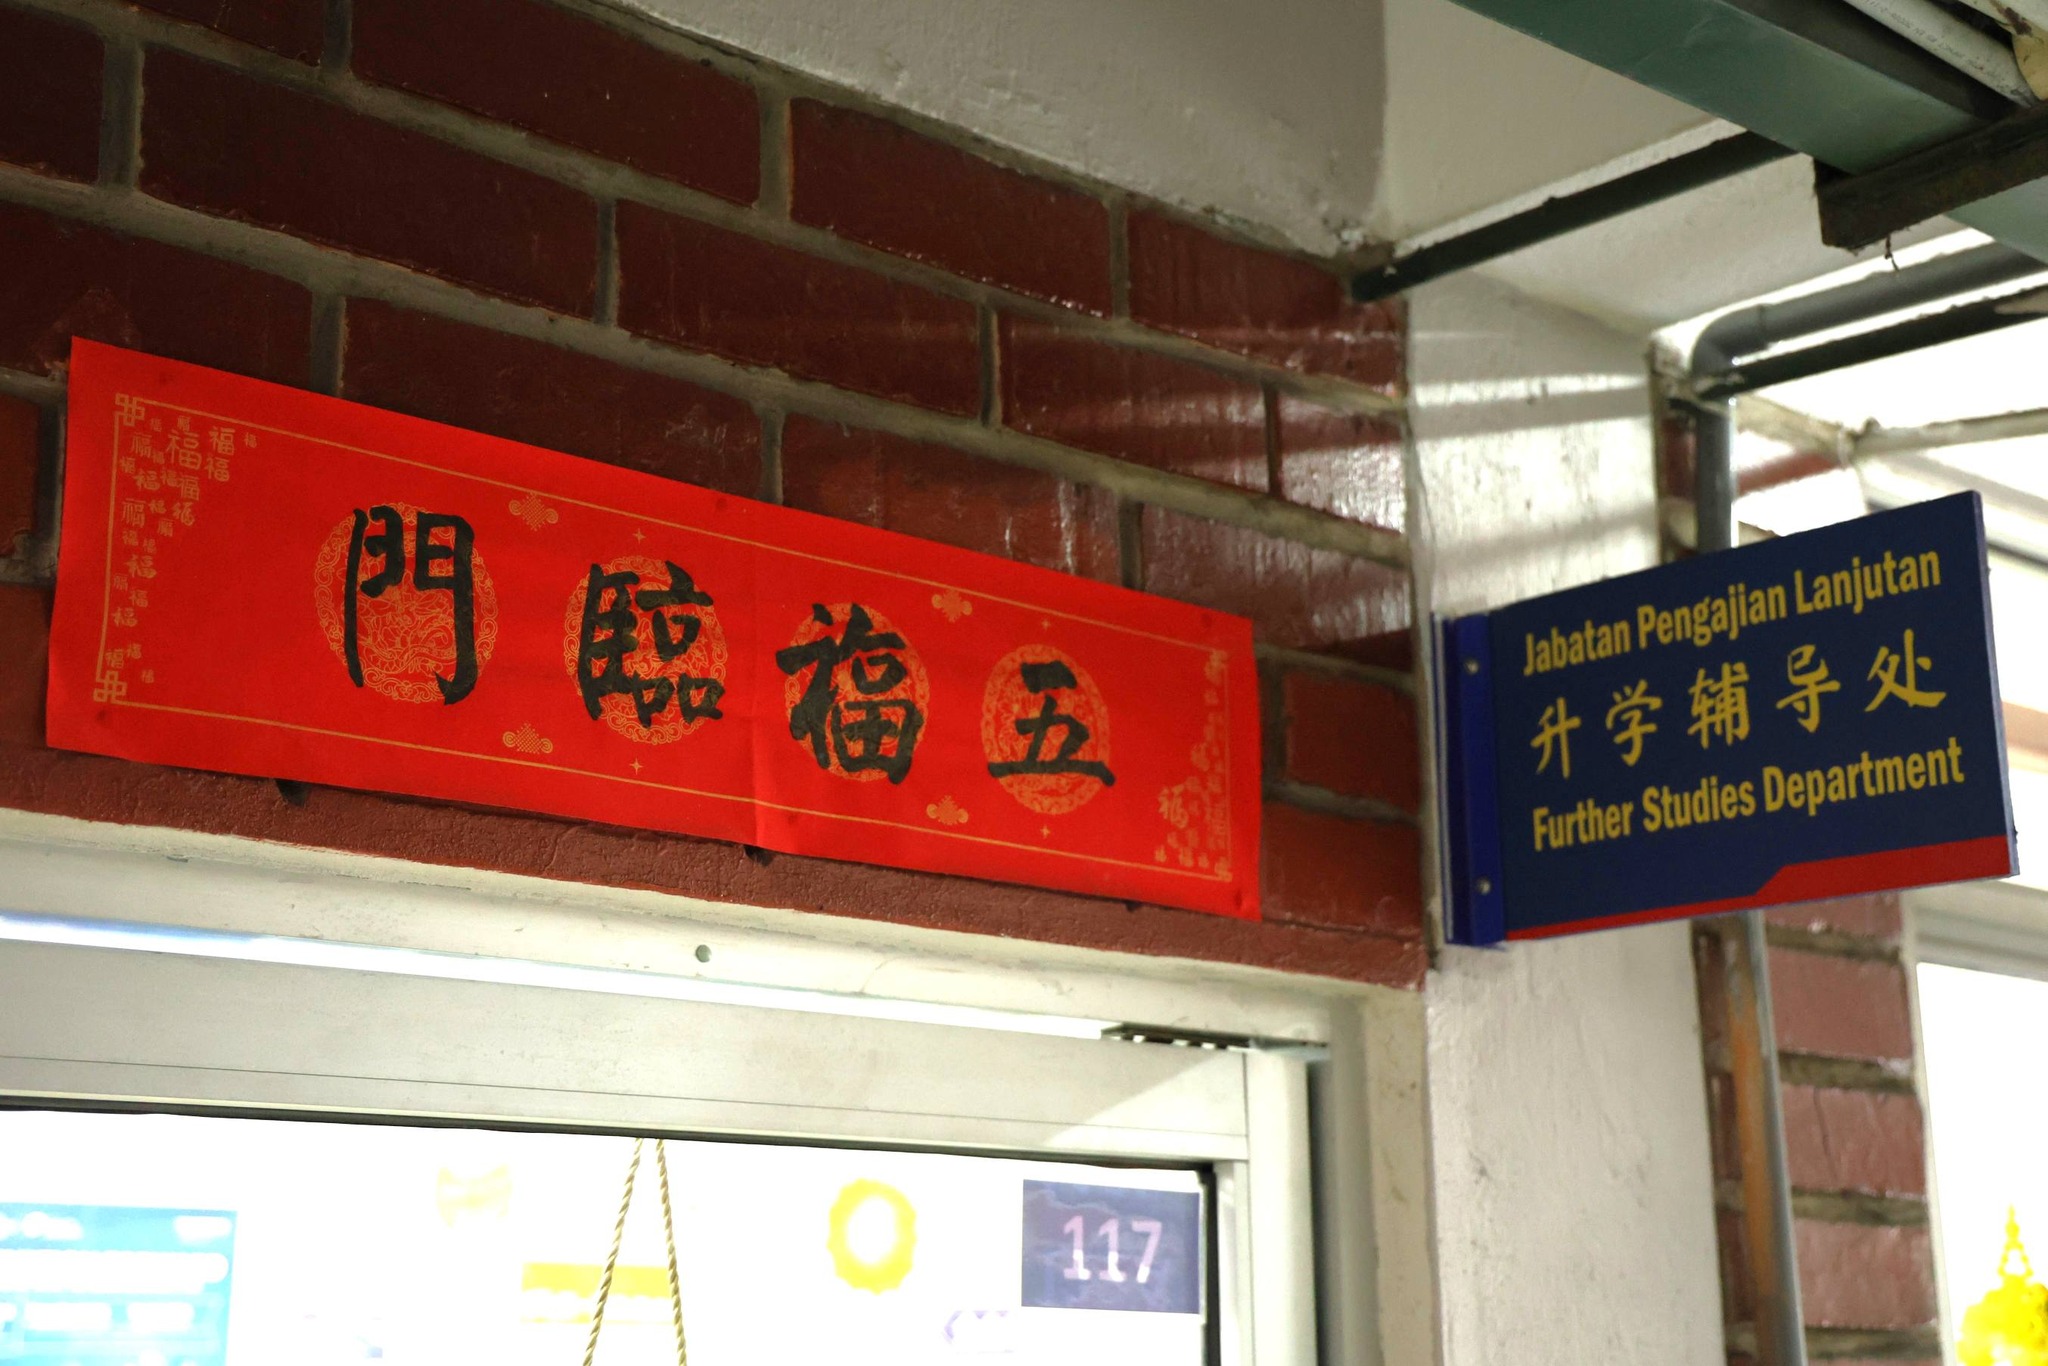 門臨福五
Jabatan Pengajian Lanjutan
升学辅导处
Further Studies Department
117